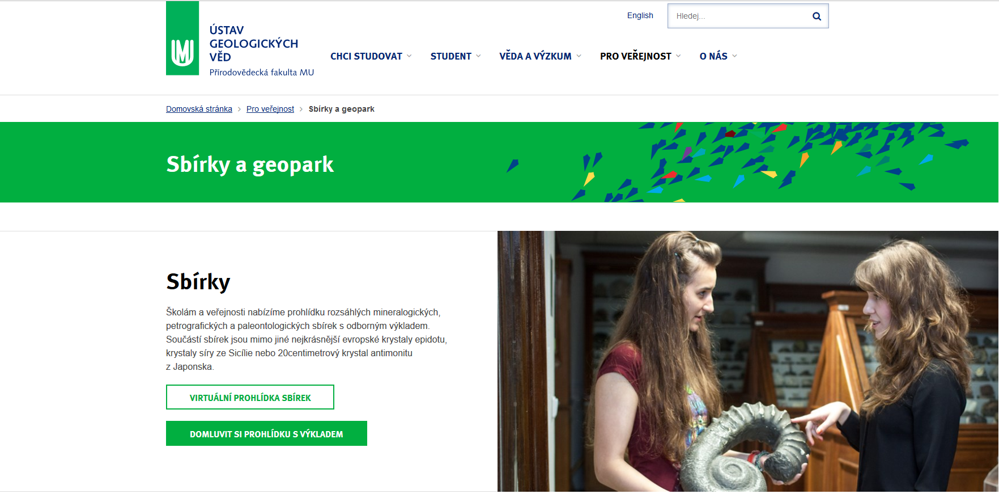 English
Hledej...
ÚSTAV
GEOLOGICKÝCH
VĚD
Přírodovědecká fakulta MU
CHCI STUDOVAT
STUDENT
VĚDA A VÝZKUM
PRO VEŘEJNOST
O NÁS
Domovská stránka > Pro veřejnost > Sbírky a geopark
Sbírky a geopark
Sbírky
Školám a veřejnosti nabízíme prohlídku rozsáhlých mineralogických,
petrografických a paleontologických sbírek s odborným výkladem.
Součástí sbírek jsou mimo jiné nejkrásnější evropské krystaly epidotu,
krystaly síry ze Sicílie nebo 20centimetrový krystal antimonitu
z Japonska.
VIRTUÁLNÍ PROHLÍDKA SBÍREK
DOMLUVIT SI PROHLÍDKU S VÝKLADEM